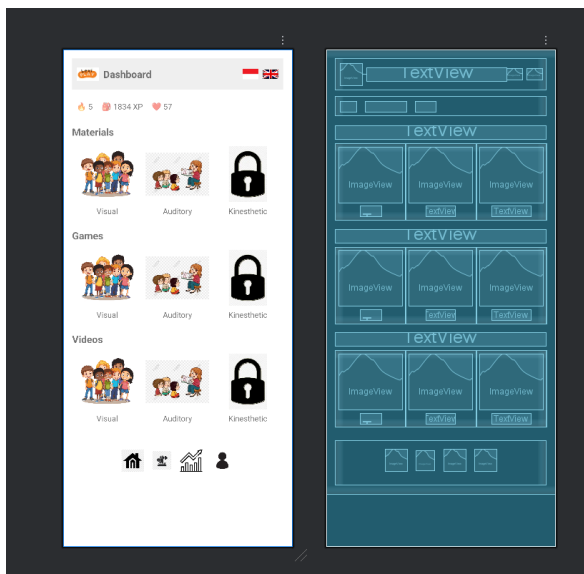 Dashboard
5 1834 XP 57
Materials
Visual Auditory Kinesthetic
Games
Visual Auditory Kinesthetic
Videos
Visual Auditory Kinesthetic
TextView
TextView
ImageView ImageView ImageView
TextView TextView
TextView
ImageView ImageView ImageView
TextView TextView
TextView
ImageView ImageView ImageView
TextView TextView